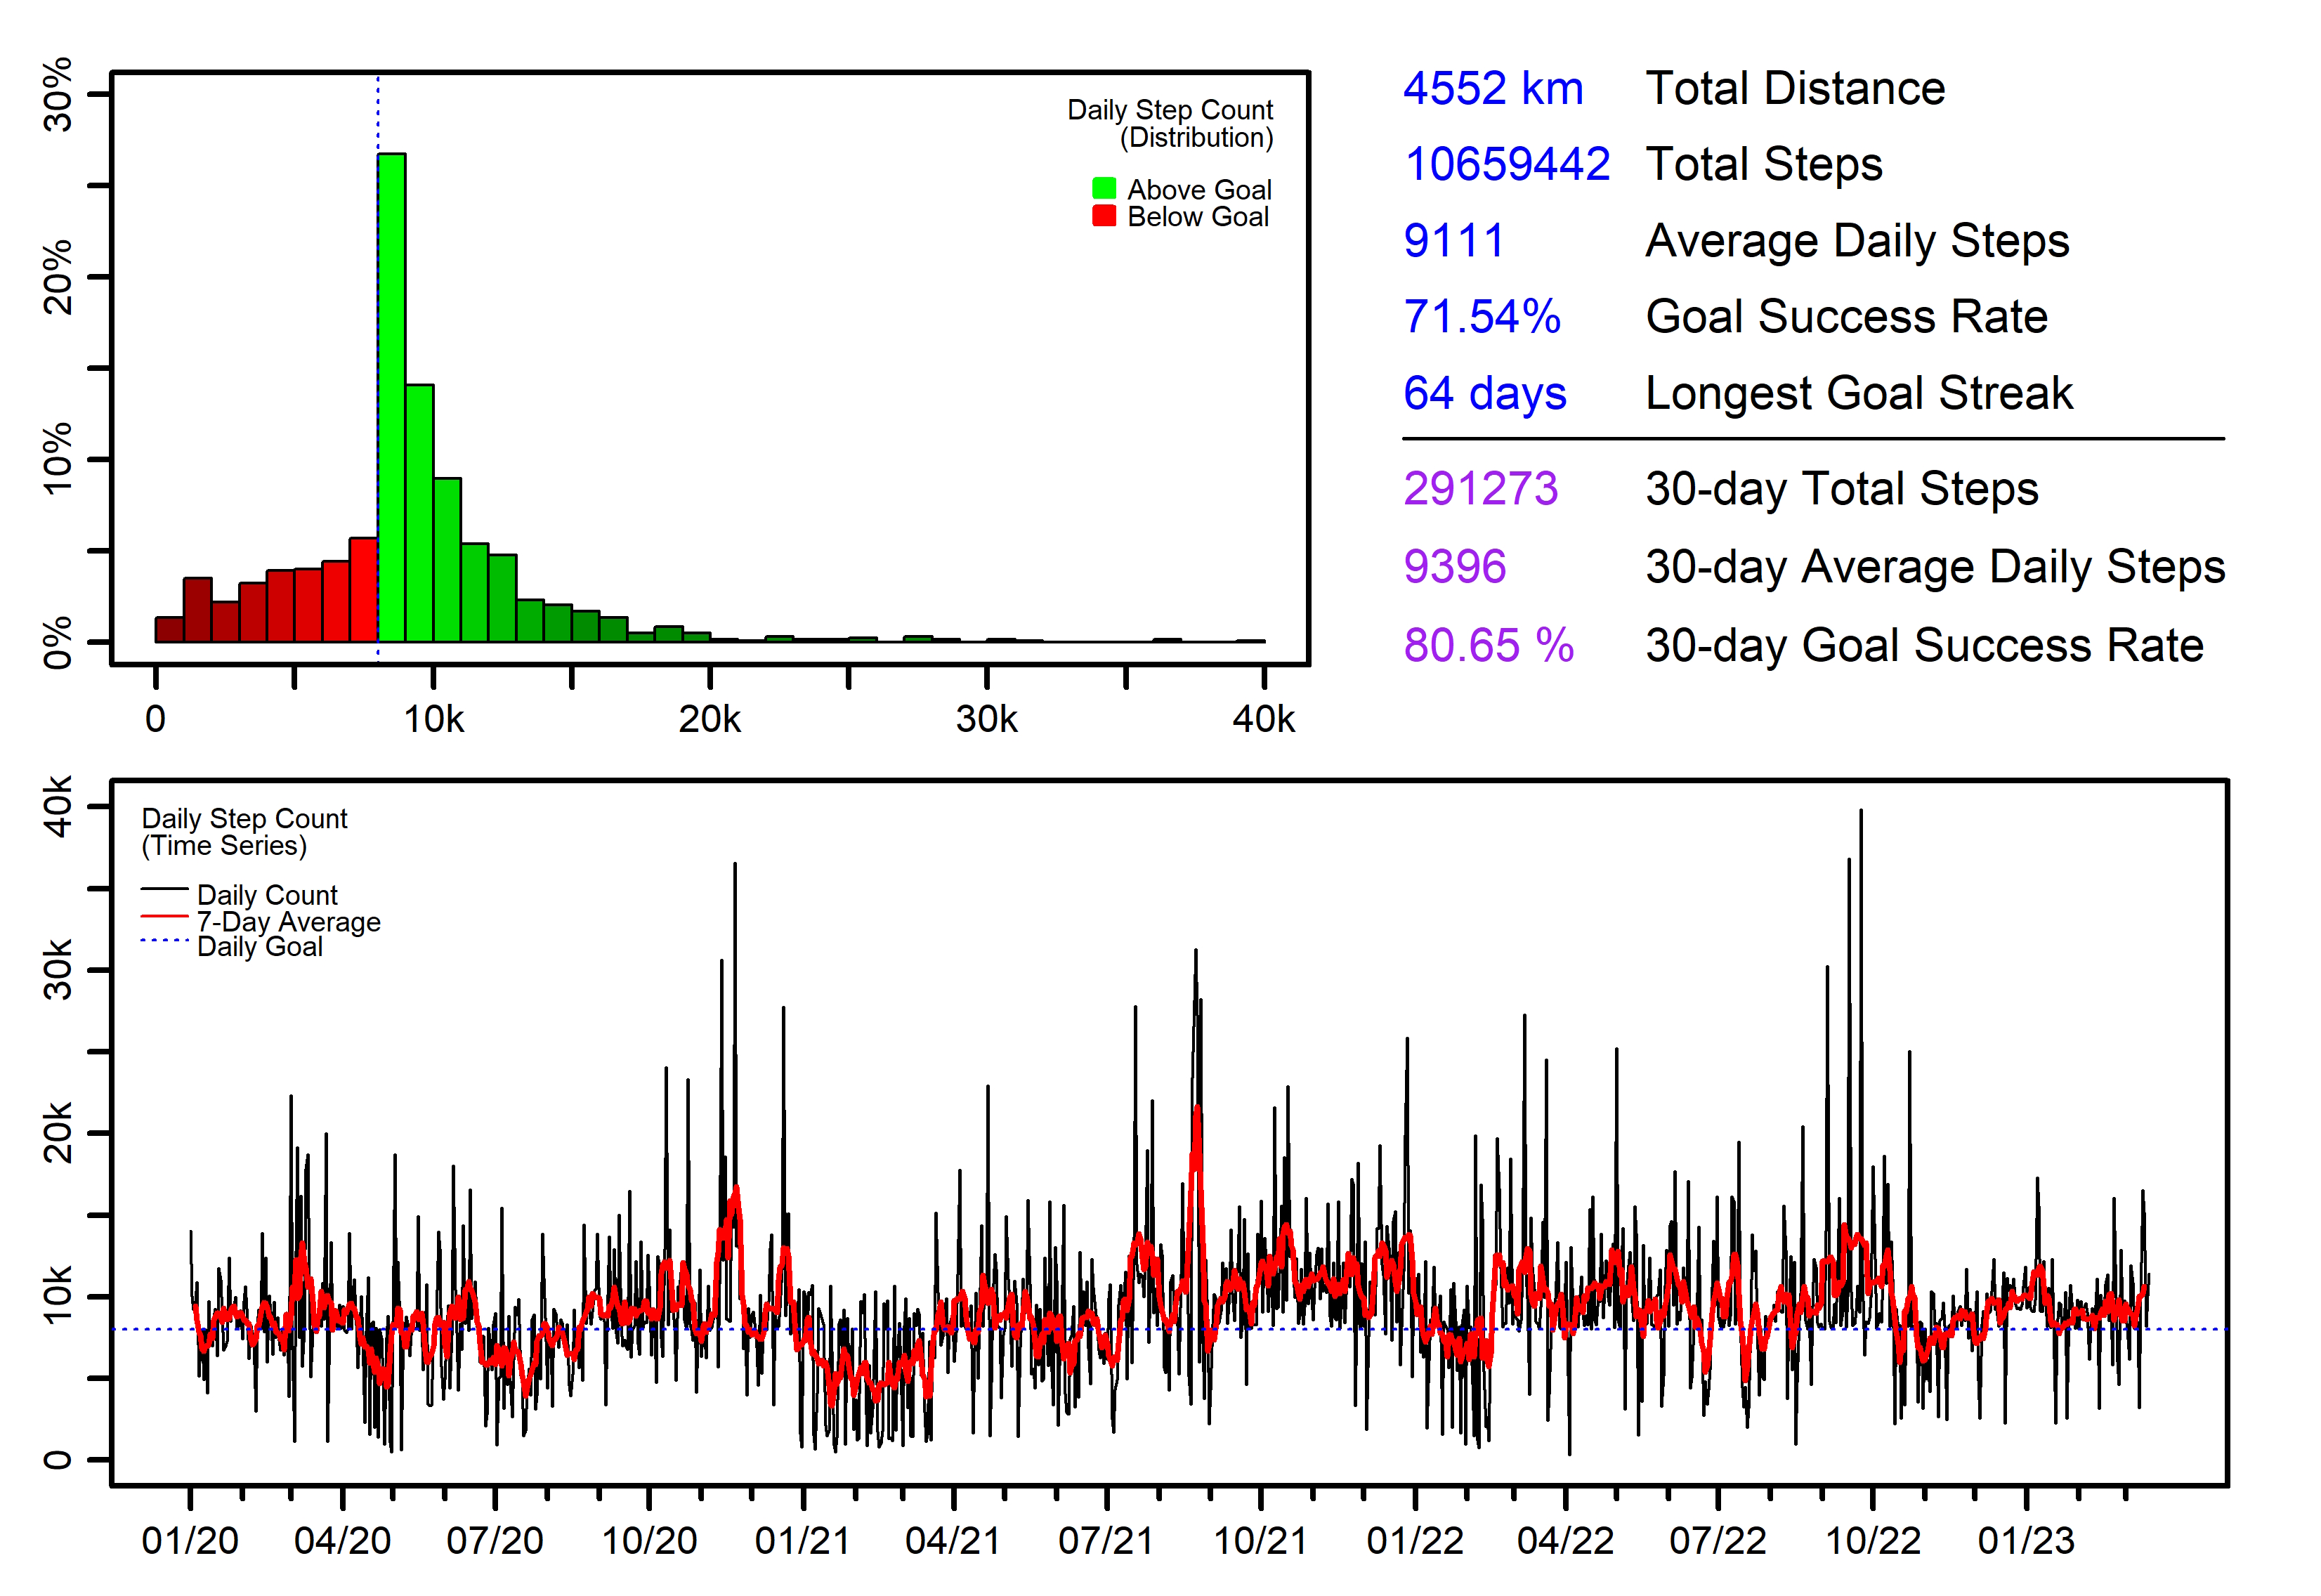 30%
20%
10%
0%
Daily Step Count
(Distribution)
Above Goal
Below Goal
0 10k 20k 30k 40k
4552 km Total Distance
10659442 Total Steps
9111 Average Daily Steps
71.54% Goal Success Rate
64 days Longest Goal Streak
291273 30-day Total Steps
9396 30-day Average Daily Steps
80.65 % 30-day Goal Success Rate
40k
30k
20k
10k
0
Daily Step Count
(Time Series)
Daily Count
7-Day Average
Daily Goal
01/20 04/20 07/20 10/20 01/21 04/21 07/21 10/21 01/22 04/22 07/22 10/22 01/23